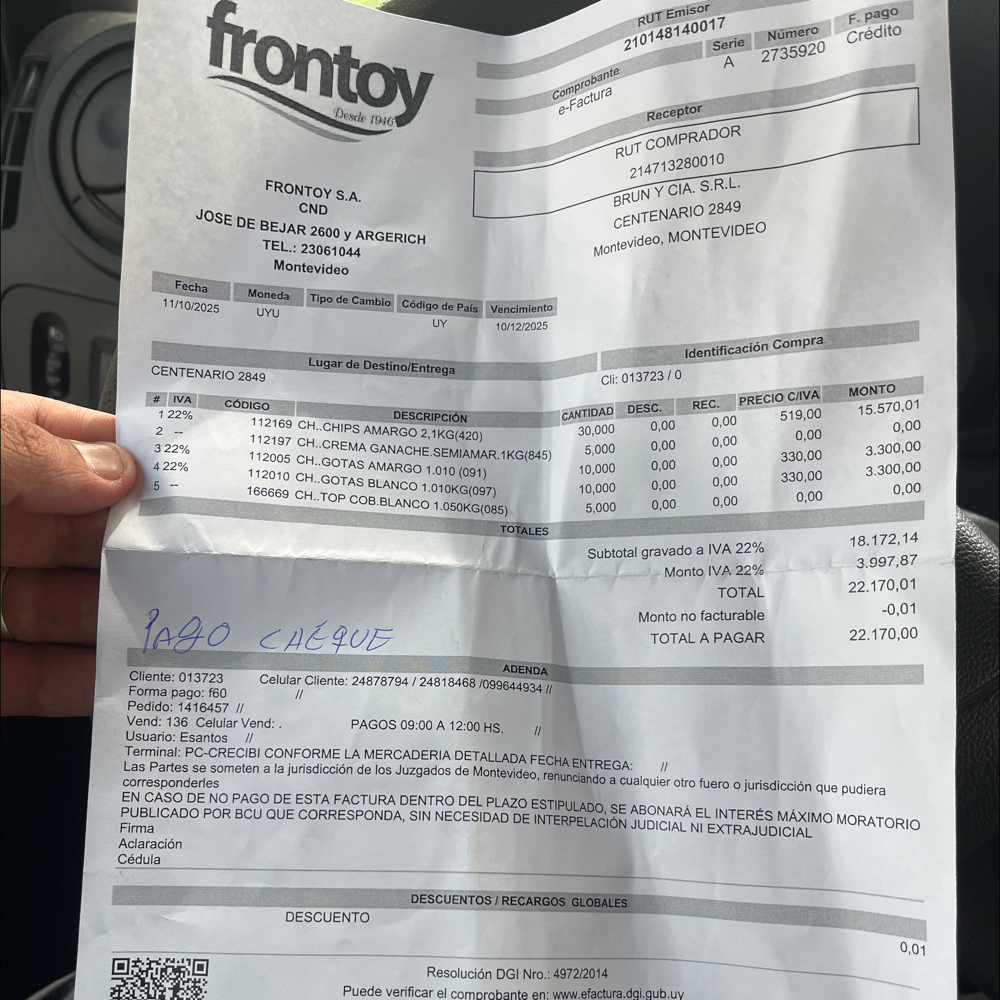 frontoy
Desde 1946
RUT Emisor
210148140017
Serie Número F. pago
A 2735920 Crédito
Comprobante
e-Factura
Receptor
RUT COMPRADOR
214713280010
BRUN Y CIA. S.R.L.
CENTENARIO 2849
Montevideo, MONTEVIDEO
FRONTOY S.A.
CND
JOSE DE BEJAR 2600 y ARGERICH
TEL.: 23061044
Montevideo
Fecha Moneda Tipo de Cambio Código de País Vencimiento
11/10/2025 UYU UY 10/12/2025
Lugar de Destino/Entrega
CENTENARIO 2849
Identificación Compra
Cli: 013723 / 0
# IVA CÓDIGO DESCRIPCIÓN CANTIDAD DESC. REC. PRECIO C/IVA MONTO
1 22% 112169 CH..CHIPS AMARGO 2,1KG(420) 30,000 0,00 0,00 519,00 15.570,01
2 -- 112197 CH..CREMA GANACHE.SEMIAMAR.1KG(845) 5,000 0,00 0,00 0,00 0,00
3 22% 112005 CH..GOTAS AMARGO 1.010 (091) 10,000 0,00 0,00 330,00 3.300,00
4 22% 112010 CH..GOTAS BLANCO 1.010KG(097) 10,000 0,00 0,00 330,00 3.300,00
5 -- 166669 CH..TOP COB.BLANCO 1.050KG(085) 5,000 0,00 0,00 0,00 0,00
TOTALES
Subtotal gravado a IVA 22% 18.172,14
Monto IVA 22% 3.997,87
TOTAL 22.170,01
Monto no facturable -0,01
TOTAL A PAGAR 22.170,00
PAGO CHEQUE
ADENDA
Cliente: 013723 Celular Cliente: 24878794 / 24818468 /099644934 //
Forma pago: f60 //
Pedido: 1416457 //
Vend: 136 Celular Vend: . PAGOS 09:00 A 12:00 HS. //
Usuario: Esantos //
Terminal: PC-CRECIBI CONFORME LA MERCADERIA DETALLADA FECHA ENTREGA: //
Las Partes se someten a la jurisdicción de los Juzgados de Montevideo, renunciando a cualquier otro fuero o jurisdicción que pudiera
corresponderles
EN CASO DE NO PAGO DE ESTA FACTURA DENTRO DEL PLAZO ESTIPULADO, SE ABONARÁ EL INTERÉS MÁXIMO MORATORIO
PUBLICADO POR BCU QUE CORRESPONDA, SIN NECESIDAD DE INTERPELACIÓN JUDICIAL NI EXTRAJUDICIAL
Firma
Aclaración
Cédula
DESCUENTOS / RECARGOS GLOBALES
DESCUENTO 0,01
Resolución DGI Nro.: 4972/2014
Puede verificar el comprobante en: www.efactura.dgi.gub.uy